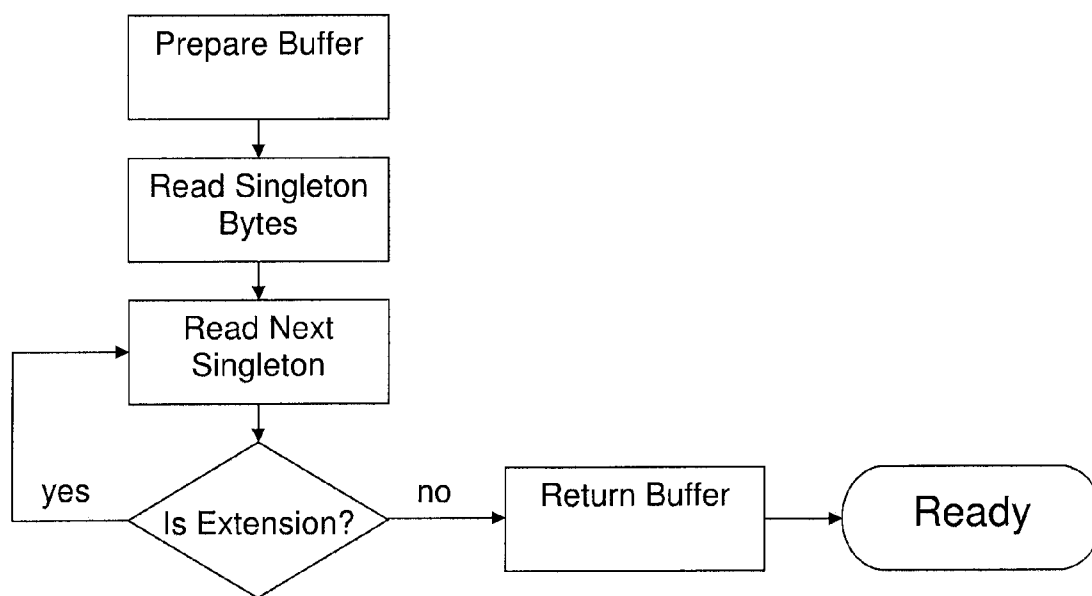 Prepare Buffer
Read Singleton
Bytes
Read Next
Singleton
yes
Is Extension?
no
Return Buffer
Ready